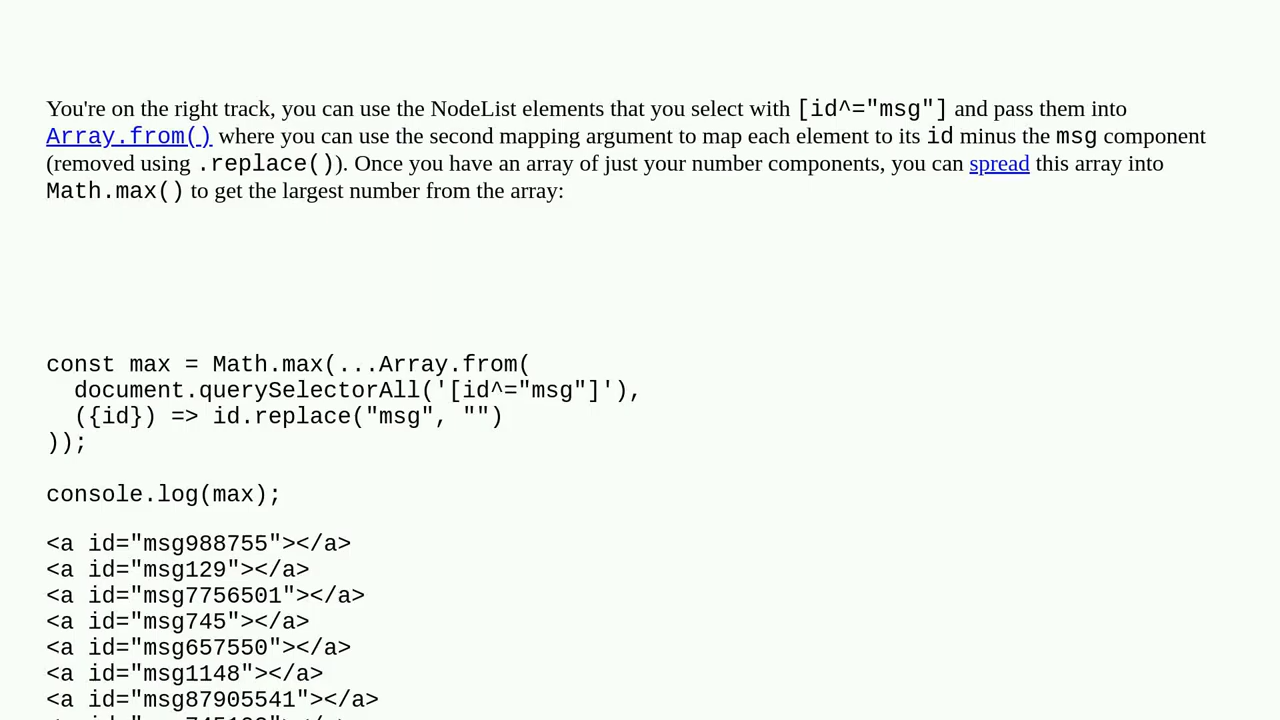 You're on the right track, you can use the NodeList elements that you select with [id^="msg"] and pass them into
Array.from() where you can use the second mapping argument to map each element to its id minus the msg component
(removed using .replace()). Once you have an array of just your number components, you can spread this array into
Math.max() to get the largest number from the array:
const max = Math.max(...Array.from(
  document.querySelectorAll('[id^="msg"]'),
  ({id}) => id.replace("msg", "")
));
console.log(max);
<a id="msg988755"></a>
<a id="msg129"></a>
<a id="msg7756501"></a>
<a id="msg745"></a>
<a id="msg657550"></a>
<a id="msg1148"></a>
<a id="msg87905541"></a>